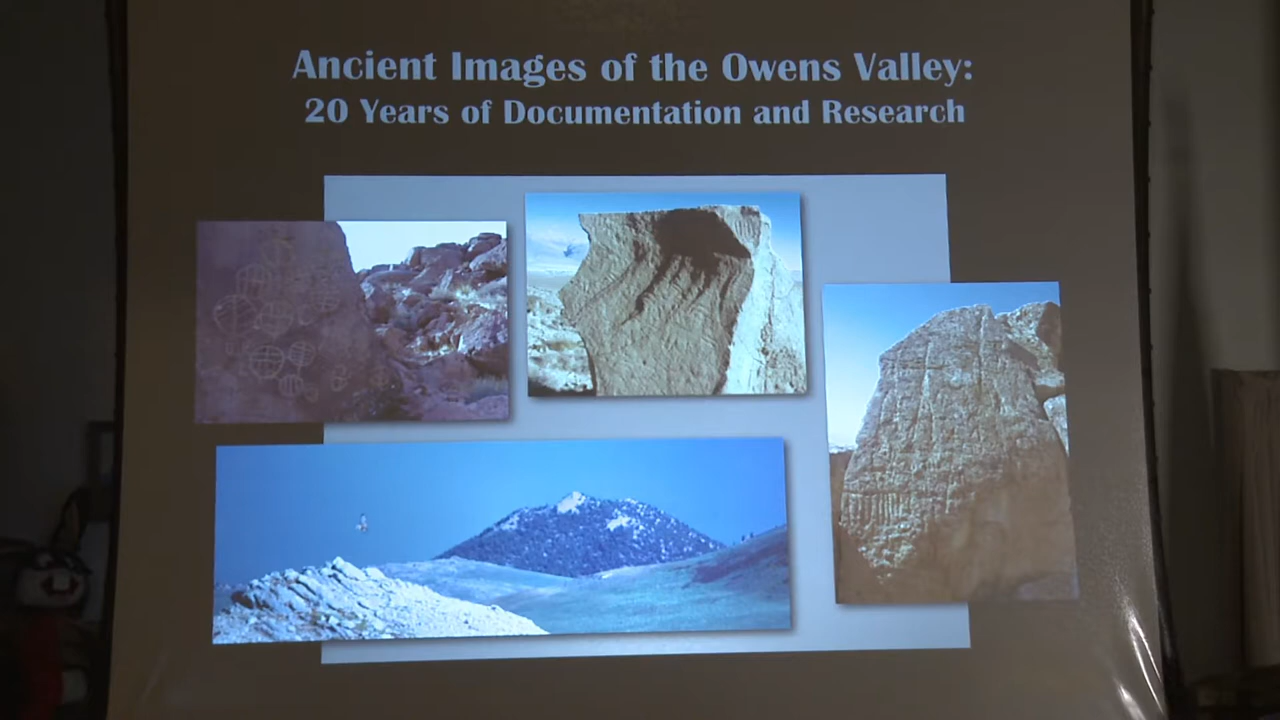 Ancient Images of the Owens Valley:
20 Years of Documentation and Research